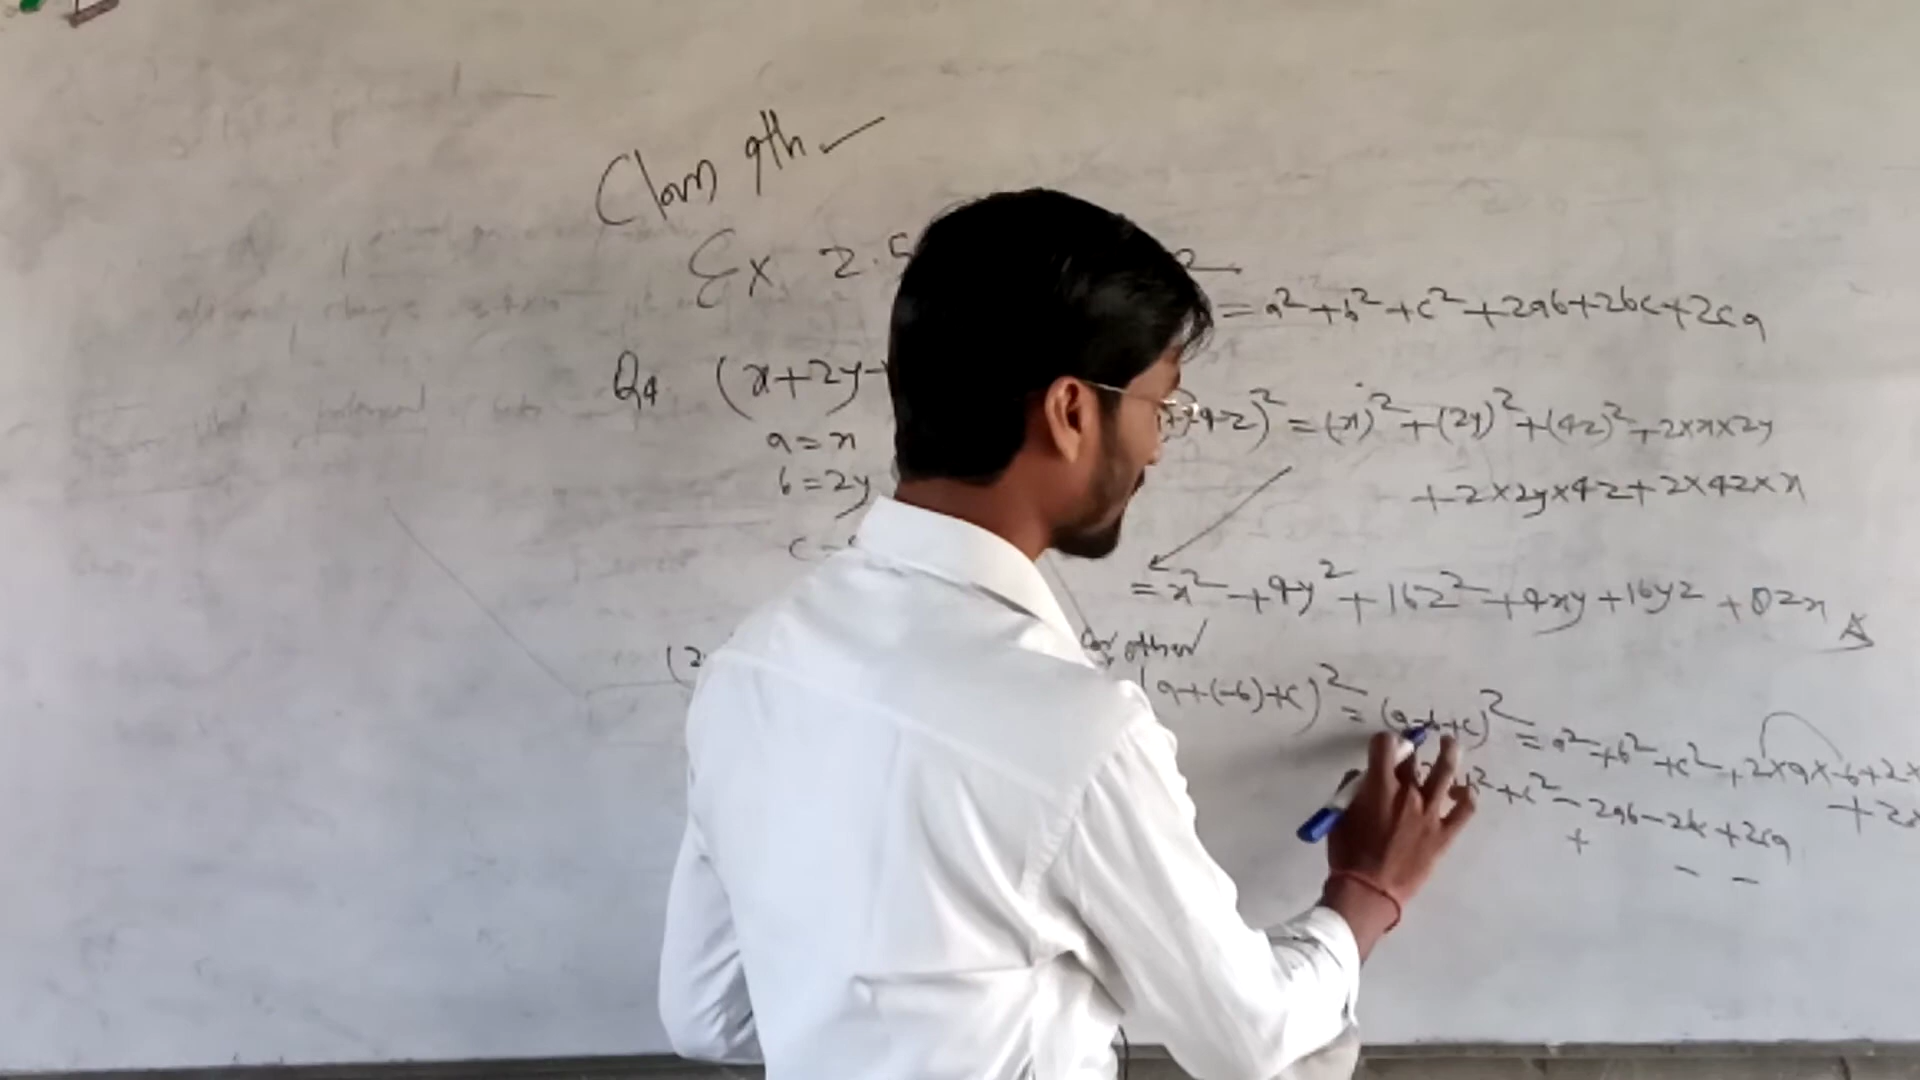 Class 9th
Ex 2.5
= a² + b² + c² + 2ab + 2bc + 2ca
Q4 (x+2y+
)² = (x)² + (2y)² + (4z)² + 2×x×2y
+ 2×2y×4z + 2×4z×x
a = x
b = 2y
c =
= x² + 4y² + 16z² + 4xy + 16yz + 8zx
(2
other
(a+(-b)+c)² = (a-b+c)² = a² + b² + c² + 2×a×-b + 2×
+ 2×
+ c² - 2ab - 2bc + 2ca
+ - -